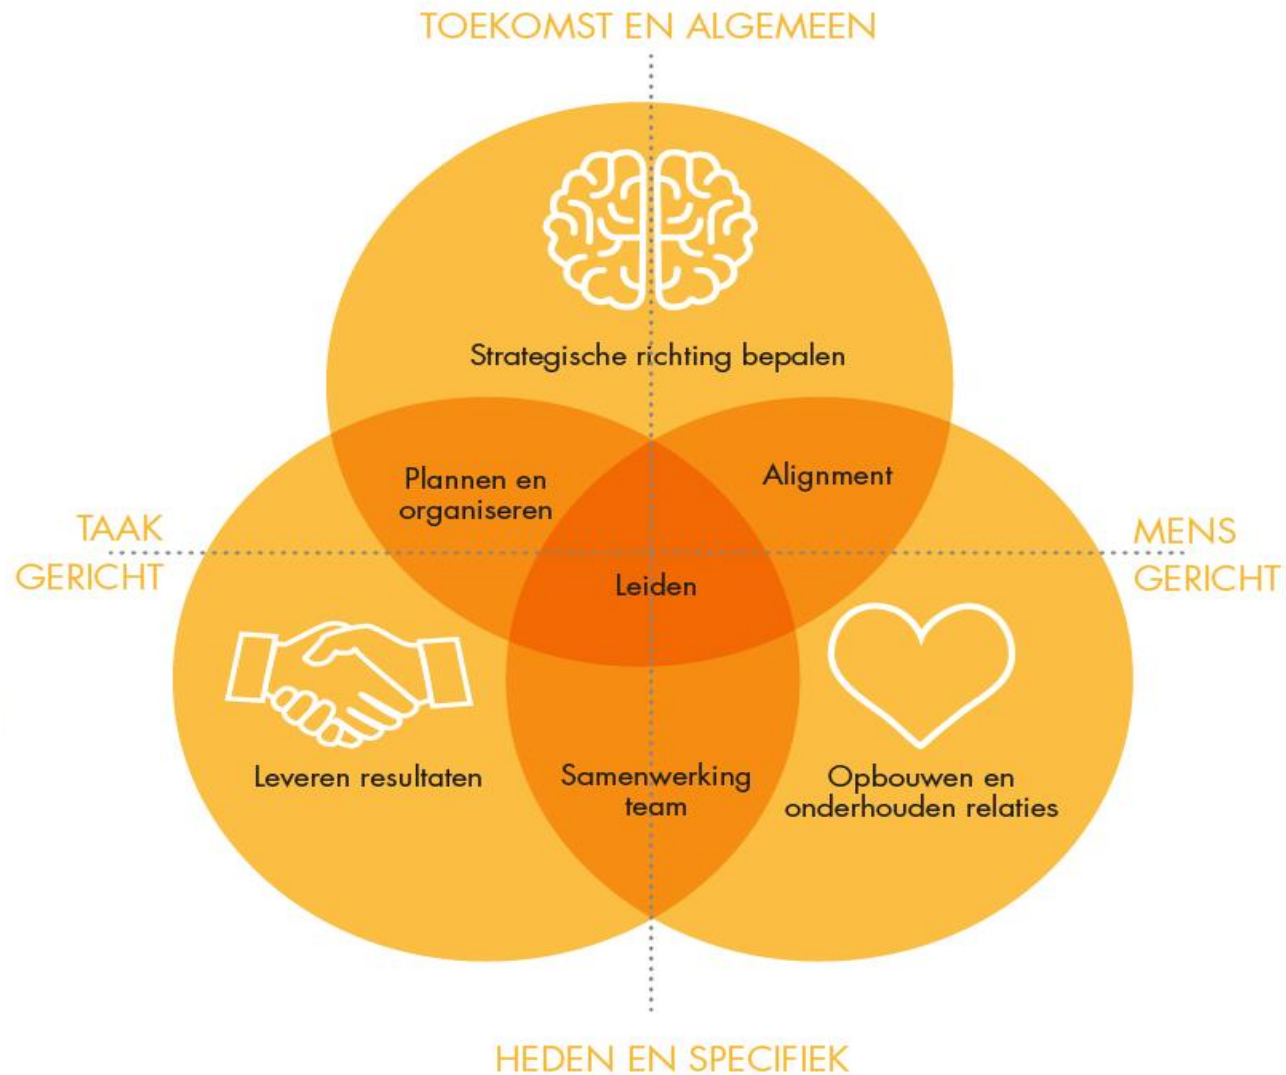 TOEKOMST EN ALGEMEEN
Strategische richting bepalen
Plannen en
organiseren
Alignment
TAAK
GERICHT
MENS
GERICHT
Leiden
Leveren resultaten
Samenwerking
team
Opbouwen en
onderhouden relaties
HEDEN EN SPECIFIEK